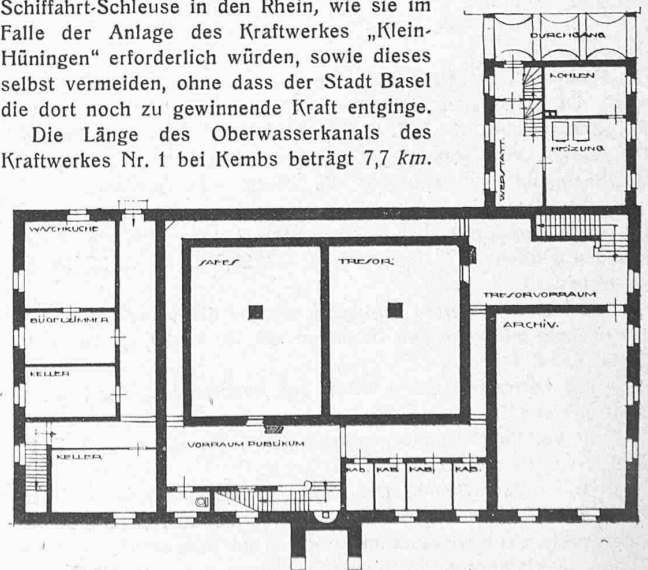 Schiffahrt-Schleuse in den Rhein, wie sie im
Falle der Anlage des Kraftwerkes „Klein-
Hüningen“ erforderlich würden, sowie dieses
selbst vermeiden, ohne dass der Stadt Basel
die dort noch zu gewinnende Kraft entginge.
Die Länge des Oberwasserkanals des
Kraftwerkes Nr. 1 bei Kembs beträgt 7,7 km.
DURCHGANG
KOHLEN
HEIZUNG
WERSTATT.
WASCHKÜCHE
SAFES
TRESOR.
TRESORVORRAUM
BÜGELZIMMER
ARCHIV.
KELLER
VORRAUM PUBLIKUM
KELLER
KAB. KAB. KAB. KAB.